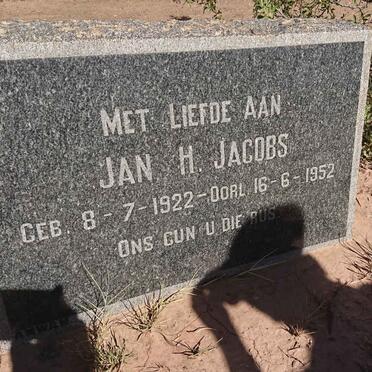 MET LIEFDE AAN
JAN H. JACOBS
GEB. 8-7-1922-OORL. 16-6-1952
ONS GUN U DIE RUS.